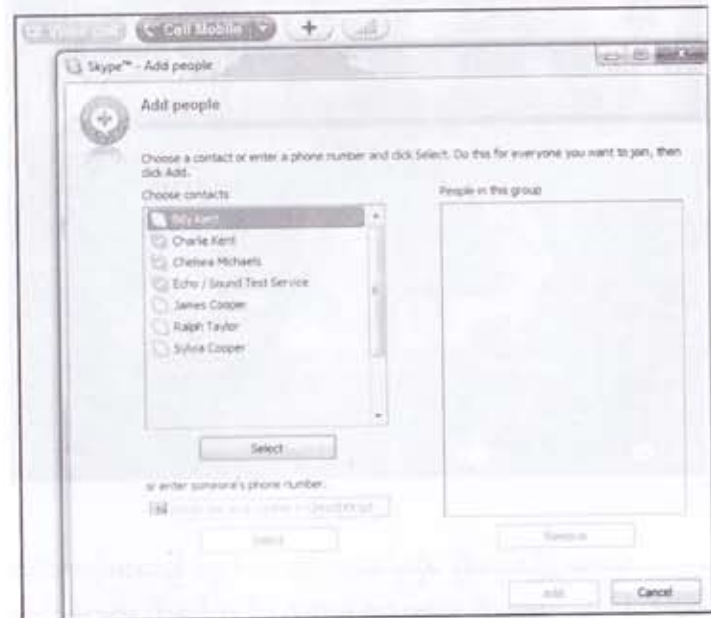 Call Mobile
Skype™ - Add people
Add people
Choose a contact or enter a phone number and click Select. Do this for everyone you want to join, then
click Add.
Choose contacts
People in this group
Billy Kent
Charlie Kent
Chelsea Michaels
Echo / Sound Test Service
James Cooper
Ralph Taylor
Sylvia Cooper
Select
or enter someone's phone number.
Select
Remove
Add
Cancel